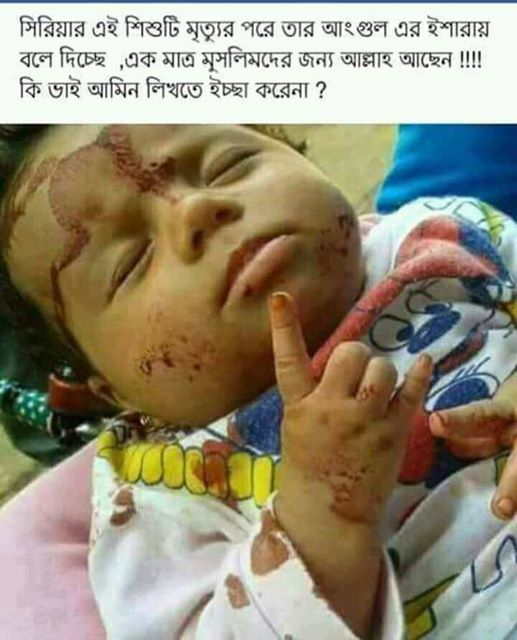 সিরিয়ার এই শিশুটি মৃত্যুর পরে তার আংগুল এর ইশারায়
বলে দিচ্ছে ,এক মাত্র মুসলিমদের জন্য আল্লাহ আছেন !!!!
কি ভাই আমিন লিখতে ইচ্ছা করেনা ?